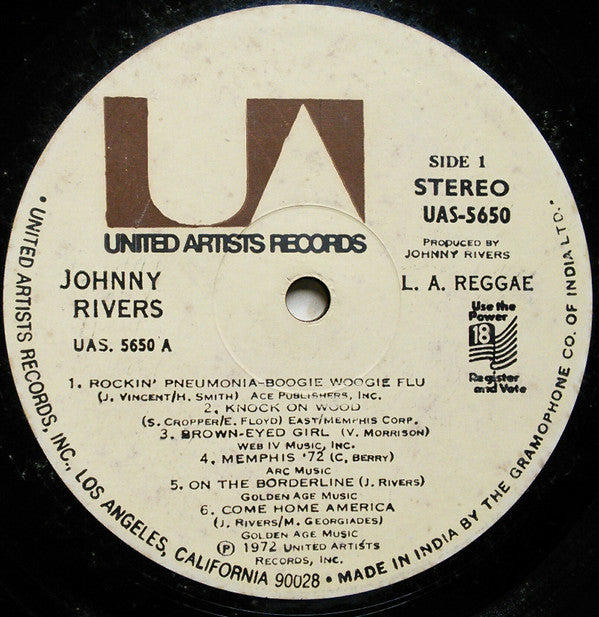 UA
UNITED ARTISTS RECORDS
SIDE 1
STEREO
UAS-5650
PRODUCED BY
JOHNNY RIVERS
JOHNNY
RIVERS
L. A. REGGAE
UAS. 5650 A
Use the
Power
18
Register
and Vote
1. ROCKIN' PNEUMONIA-BOOGIE WOOGIE FLU
(J. VINCENT/H. SMITH) ACE PUBLISHERS, INC.
2. KNOCK ON WOOD
(S. CROPPER/E. FLOYD) EAST/MEMPHIS CORP.
3. BROWN-EYED GIRL (V. MORRISON)
WEB IV MUSIC, INC.
4. MEMPHIS '72 (C, BERRY)
ARC MUSIC
5. ON THE BORDERLINE (J. RIVERS)
GOLDEN AGE MUSIC
6. COME HOME AMERICA
(J. RIVERS/M. GEORGIADES)
GOLDEN AGE MUSIC
Ⓟ 1972 UNITED ARTISTS
RECORDS, INC.
• UNITED ARTISTS RECORDS, INC., LOS ANGELES, CALIFORNIA 90028 • MADE IN INDIA BY THE GRAMOPHONE CO. OF INDIA LTD. •